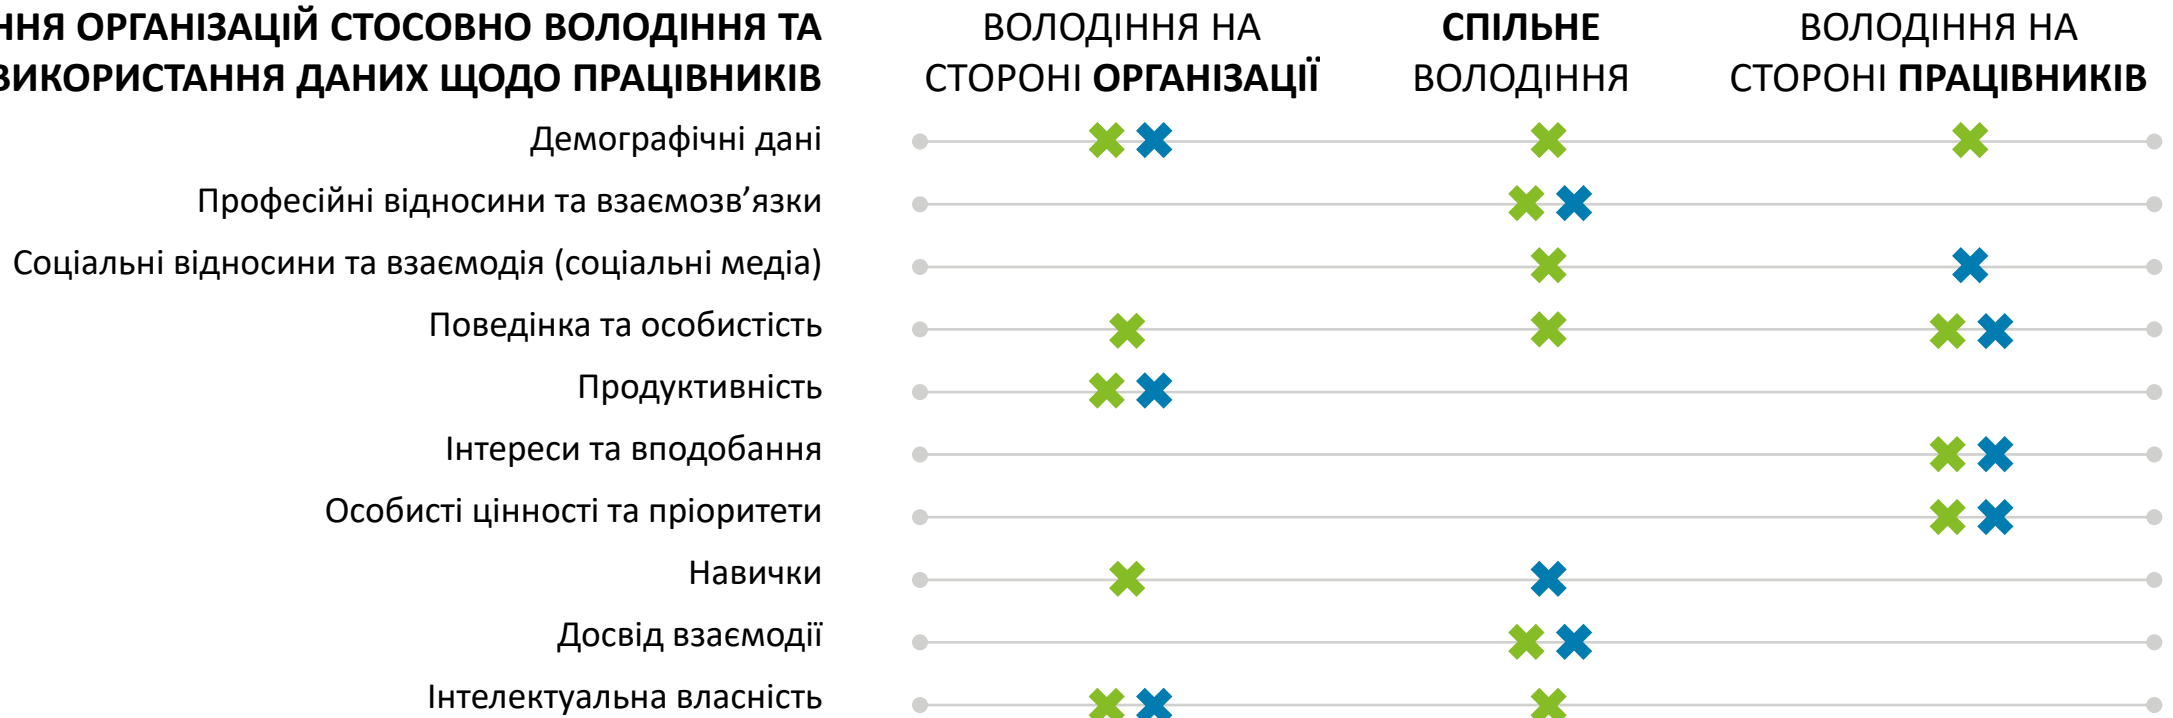 ОРГАНІЗАЦІЙ СТОСОВНО ВОЛОДІННЯ ТА
ВИКОРИСТАННЯ ДАНИХ ЩОДО ПРАЦІВНИКІВ
ВОЛОДІННЯ НА
СТОРОНІ ОРГАНІЗАЦІЇ
СПІЛЬНЕ
ВОЛОДІННЯ
ВОЛОДІННЯ НА
СТОРОНІ ПРАЦІВНИКІВ
Демографічні дані
Професійні відносини та взаємозв’язки
Соціальні відносини та взаємодія (соціальні медіа)
Поведінка та особистість
Продуктивність
Інтереси та вподобання
Особисті цінності та пріоритети
Навички
Досвід взаємодії
Інтелектуальна власність